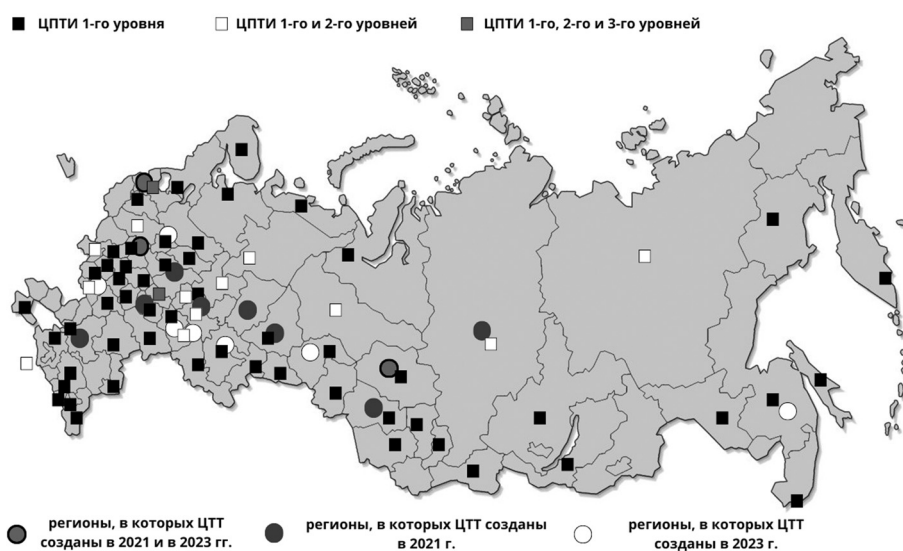 ЦПТИ 1-го уровня
ЦПТИ 1-го и 2-го уровней
ЦПТИ 1-го, 2-го и 3-го уровней
регионы, в которых ЦТТ
созданы в 2021 и в 2023 гг.
регионы, в которых ЦТТ созданы
в 2021 г.
регионы, в которых ЦТТ
созданы в 2023 г.